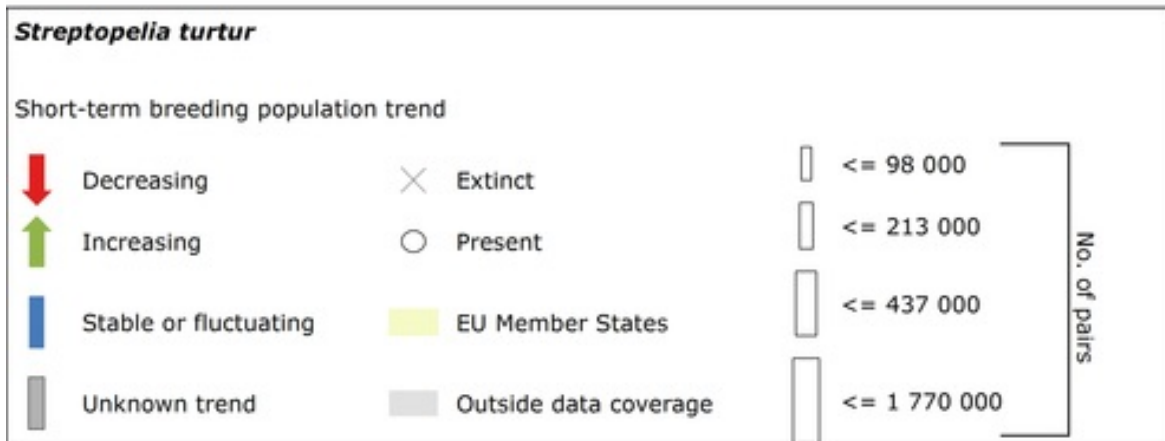 Streptopelia turtur
Short-term breeding population trend
Decreasing
Increasing
Stable or fluctuating
Unknown trend
Extinct
Present
EU Member States
Outside data coverage
<= 98 000
<= 213 000
<= 437 000
<= 1 770 000
No. of pairs